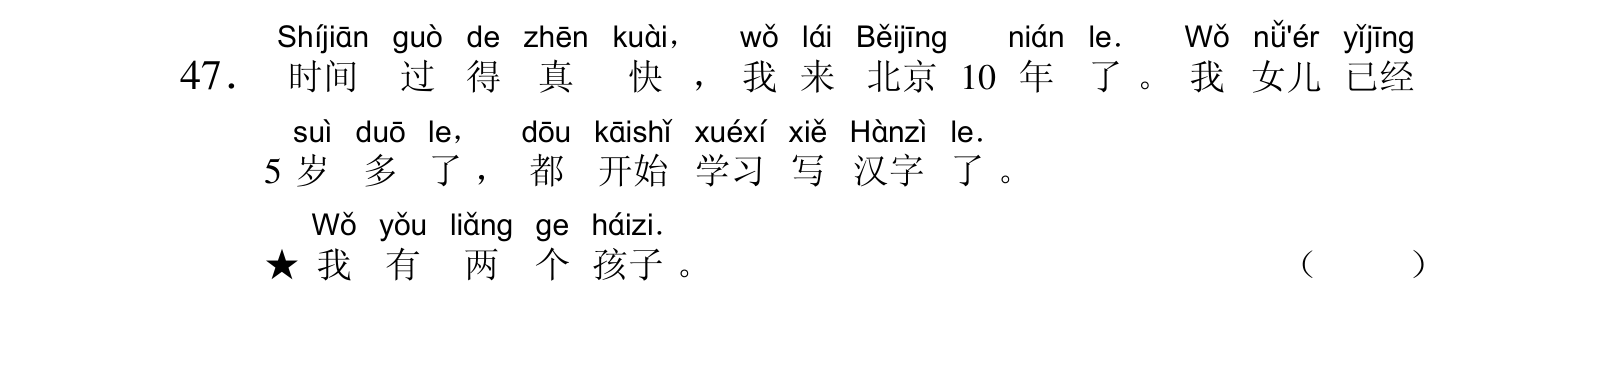 Shíjiān guò de zhēn kuài, wǒ lái Běijīng nián le. Wǒ nǚ'ér yǐjīng
47. 时间 过 得 真 快 ，我 来 北京 10 年 了 。我 女儿 已经
suì duō le, dōu kāishǐ xuéxí xiě Hànzì le.
5 岁 多 了 ，都 开始 学习 写 汉字 了 。
Wǒ yǒu liǎng ge háizi.
★ 我 有 两 个 孩子 。 （ ）